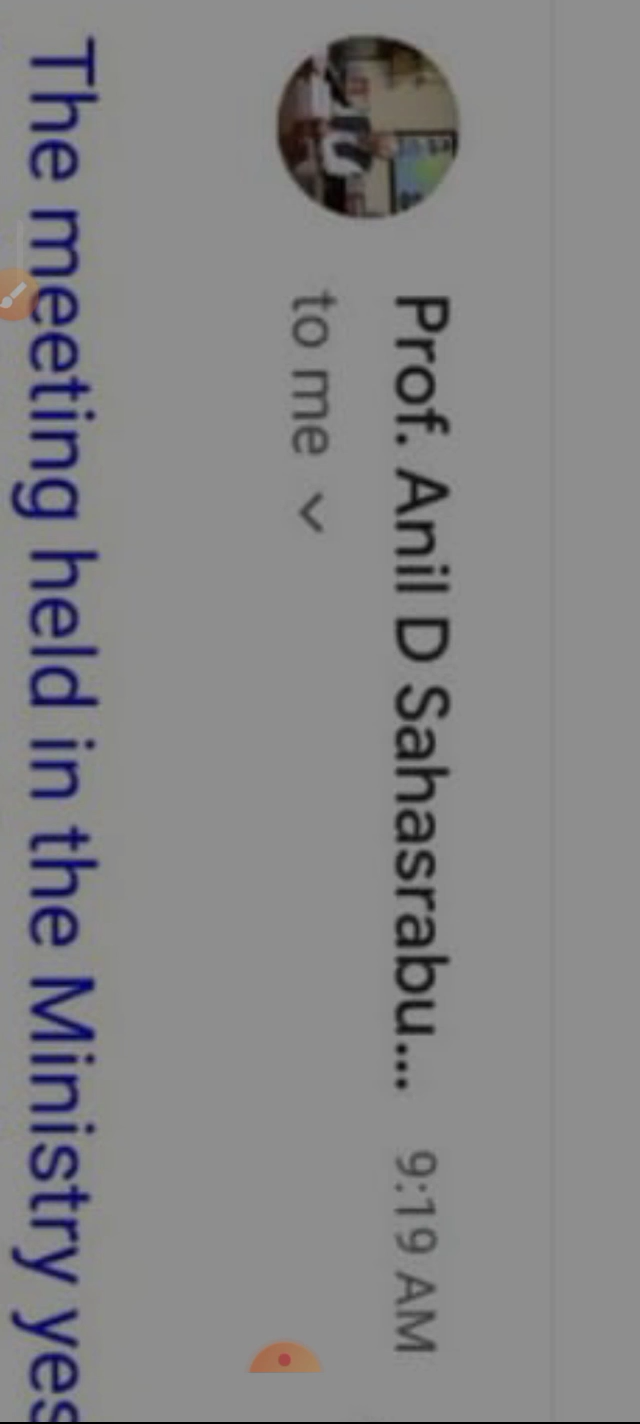 Prof. Anil D Sahasrabu... 9:19 AM
to me
The meeting held in the Ministry yes